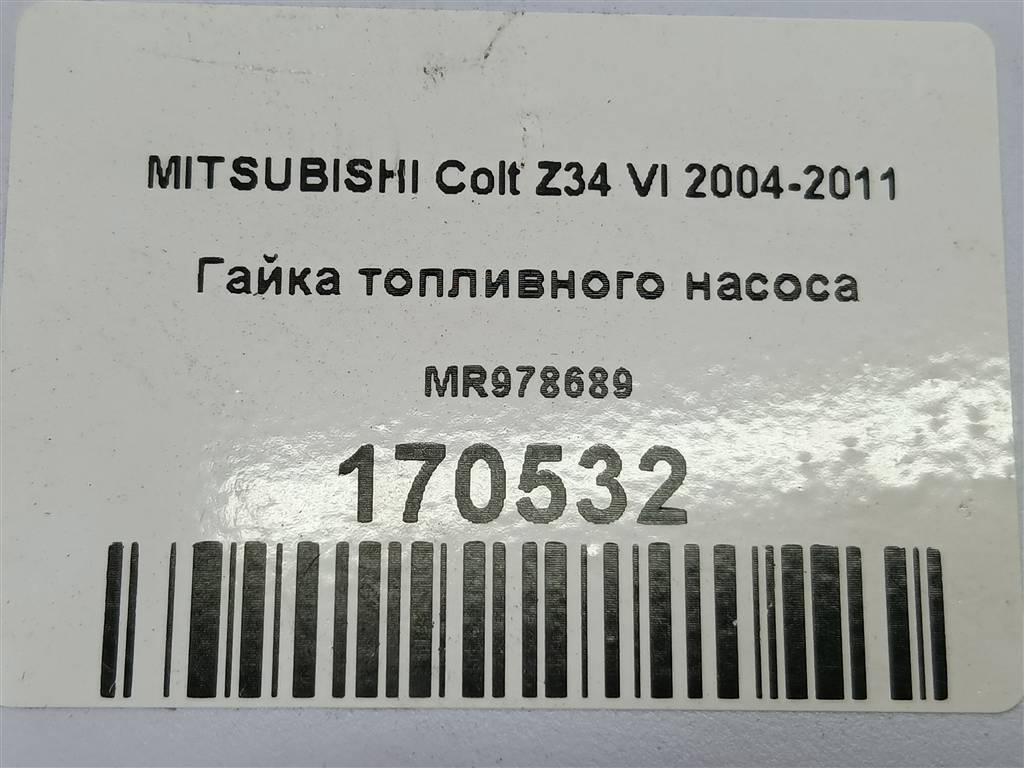 MITSUBISHI Colt Z34 VI 2004-2011
Гайка топливного насоса
MR978689
170532